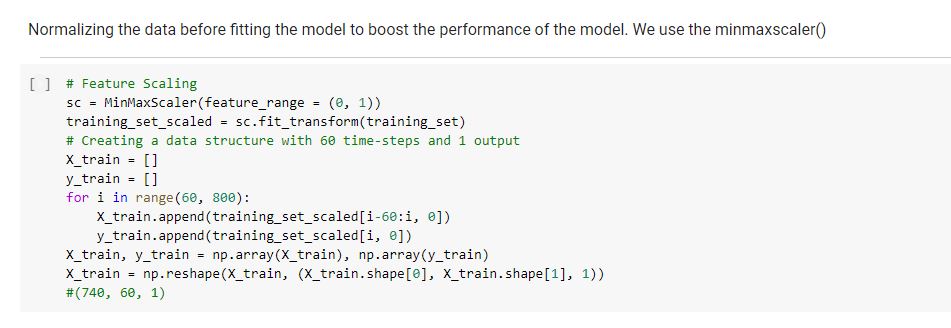 Normalizing the data before fitting the model to boost the performance of the model. We use the minmaxscaler()
[ ] # Feature Scaling
sc = MinMaxScaler(feature_range = (0, 1))
training_set_scaled = sc.fit_transform(training_set)
# Creating a data structure with 60 time-steps and 1 output
X_train = []
y_train = []
for i in range(60, 800):
    X_train.append(training_set_scaled[i-60:i, 0])
    y_train.append(training_set_scaled[i, 0])
X_train, y_train = np.array(X_train), np.array(y_train)
X_train = np.reshape(X_train, (X_train.shape[0], X_train.shape[1], 1))
#(740, 60, 1)